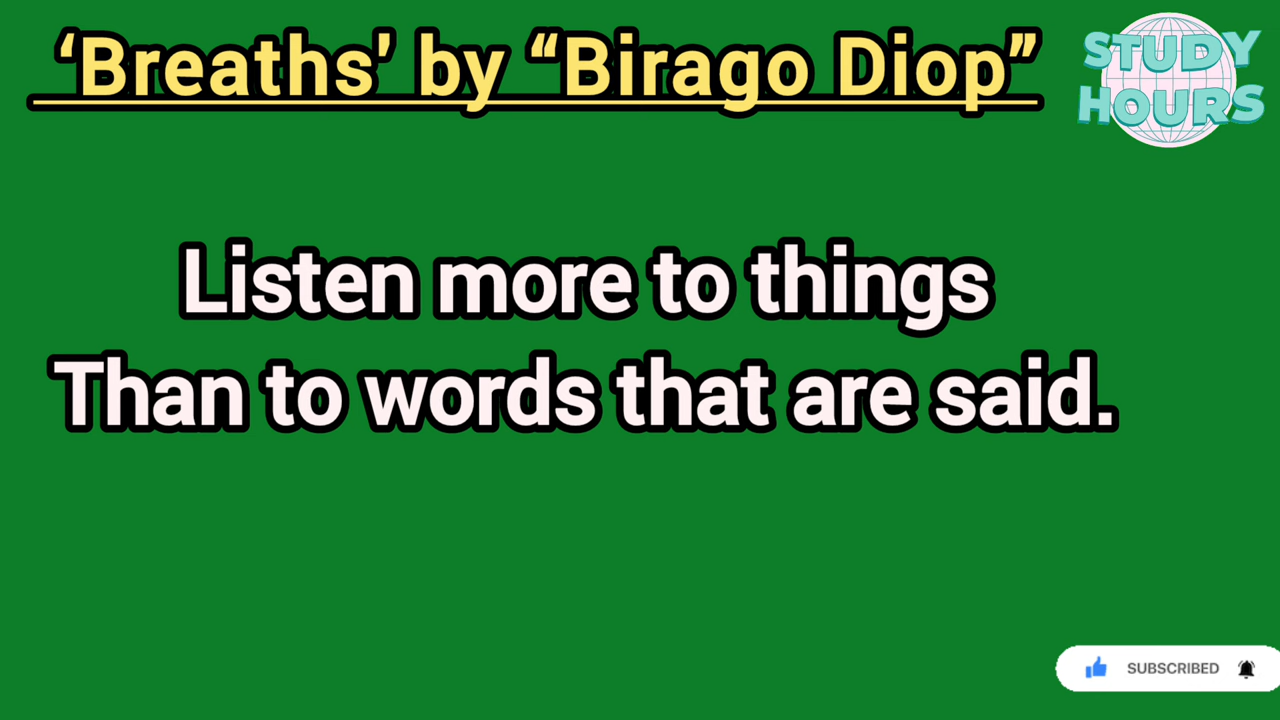 ‘Breaths’ by “Birago Diop”
STUDY
HOURS
Listen more to things
Than to words that are said.
SUBSCRIBED